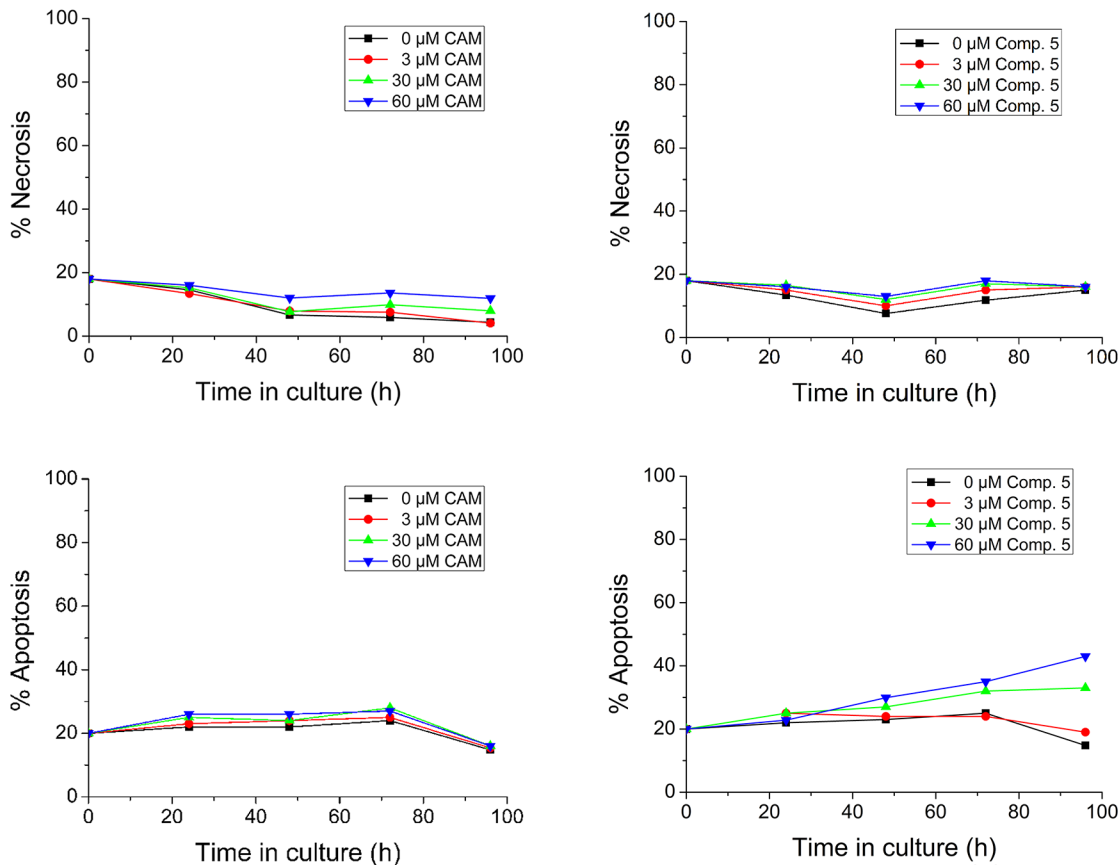 100
80
60
40
20
0
% Necrosis
0 µM CAM
3 µM CAM
30 µM CAM
60 µM CAM
0 20 40 60 80 100
Time in culture (h)
100
80
60
40
20
0
% Necrosis
0 µM Comp. 5
3 µM Comp. 5
30 µM Comp. 5
60 µM Comp. 5
0 20 40 60 80 100
Time in culture (h)
100
80
60
40
20
0
% Apoptosis
0 µM CAM
3 µM CAM
30 µM CAM
60 µM CAM
0 20 40 60 80 100
Time in culture (h)
100
80
60
40
20
0
% Apoptosis
0 µM Comp. 5
3 µM Comp. 5
30 µM Comp. 5
60 µM Comp. 5
0 20 40 60 80 100
Time in culture (h)